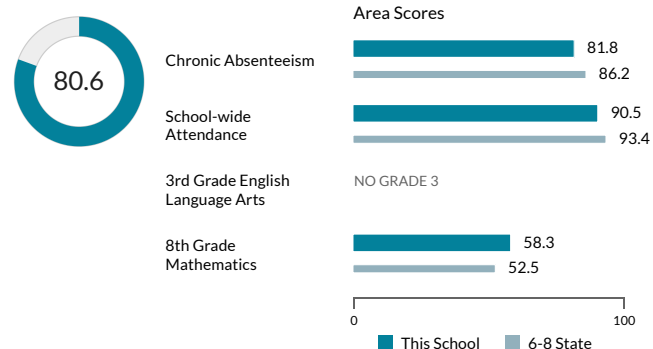 Area Scores
80.6
Chronic Absenteeism
81.8
86.2
School-wide
Attendance
90.5
93.4
3rd Grade English
Language Arts
NO GRADE 3
8th Grade
Mathematics
58.3
52.5
0
100
This School
6-8 State